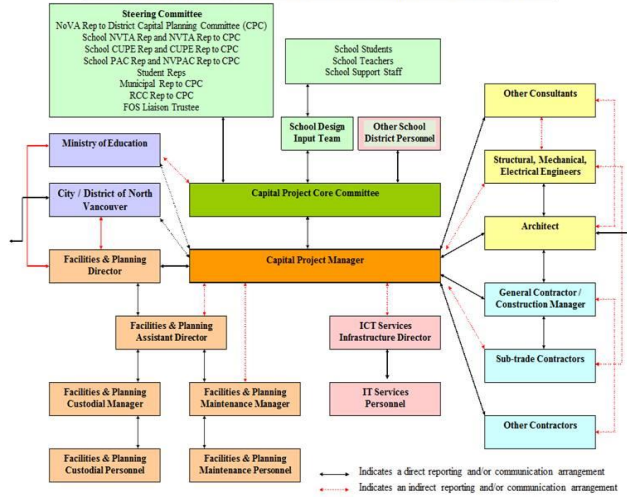 Steering Committee
NoVA Rep to District Capital Planning Committee (CPC)
School NVTA Rep and NVTA Rep to CPC
School CUPE Rep and CUPE Rep to CPC
School PAC Rep and NVPAC Rep to CPC
Student Reps
Municipal Rep to CPC
RCC Rep to CPC
FOS Liaison Trustee
School Students
School Teachers
School Support Staff
Other Consultants
School Design
Input Team
Other School
District Personnel
Ministry of Education
Structural, Mechanical,
Electrical Engineers
City / District of North
Vancouver
Capital Project Core Committee
Architect
Facilities & Planning
Director
Capital Project Manager
General Contractor /
Construction Manager
Facilities & Planning
Assistant Director
ICT Services
Infrastructure Director
Sub-trade Contractors
Facilities & Planning
Custodial Manager
Facilities & Planning
Maintenance Manager
IT Services
Personnel
Other Contractors
Facilities & Planning
Custodial Personnel
Facilities & Planning
Maintenance Personnel
Indicates a direct reporting and/or communication arrangement
Indicates an indirect reporting and/or communication arrangement